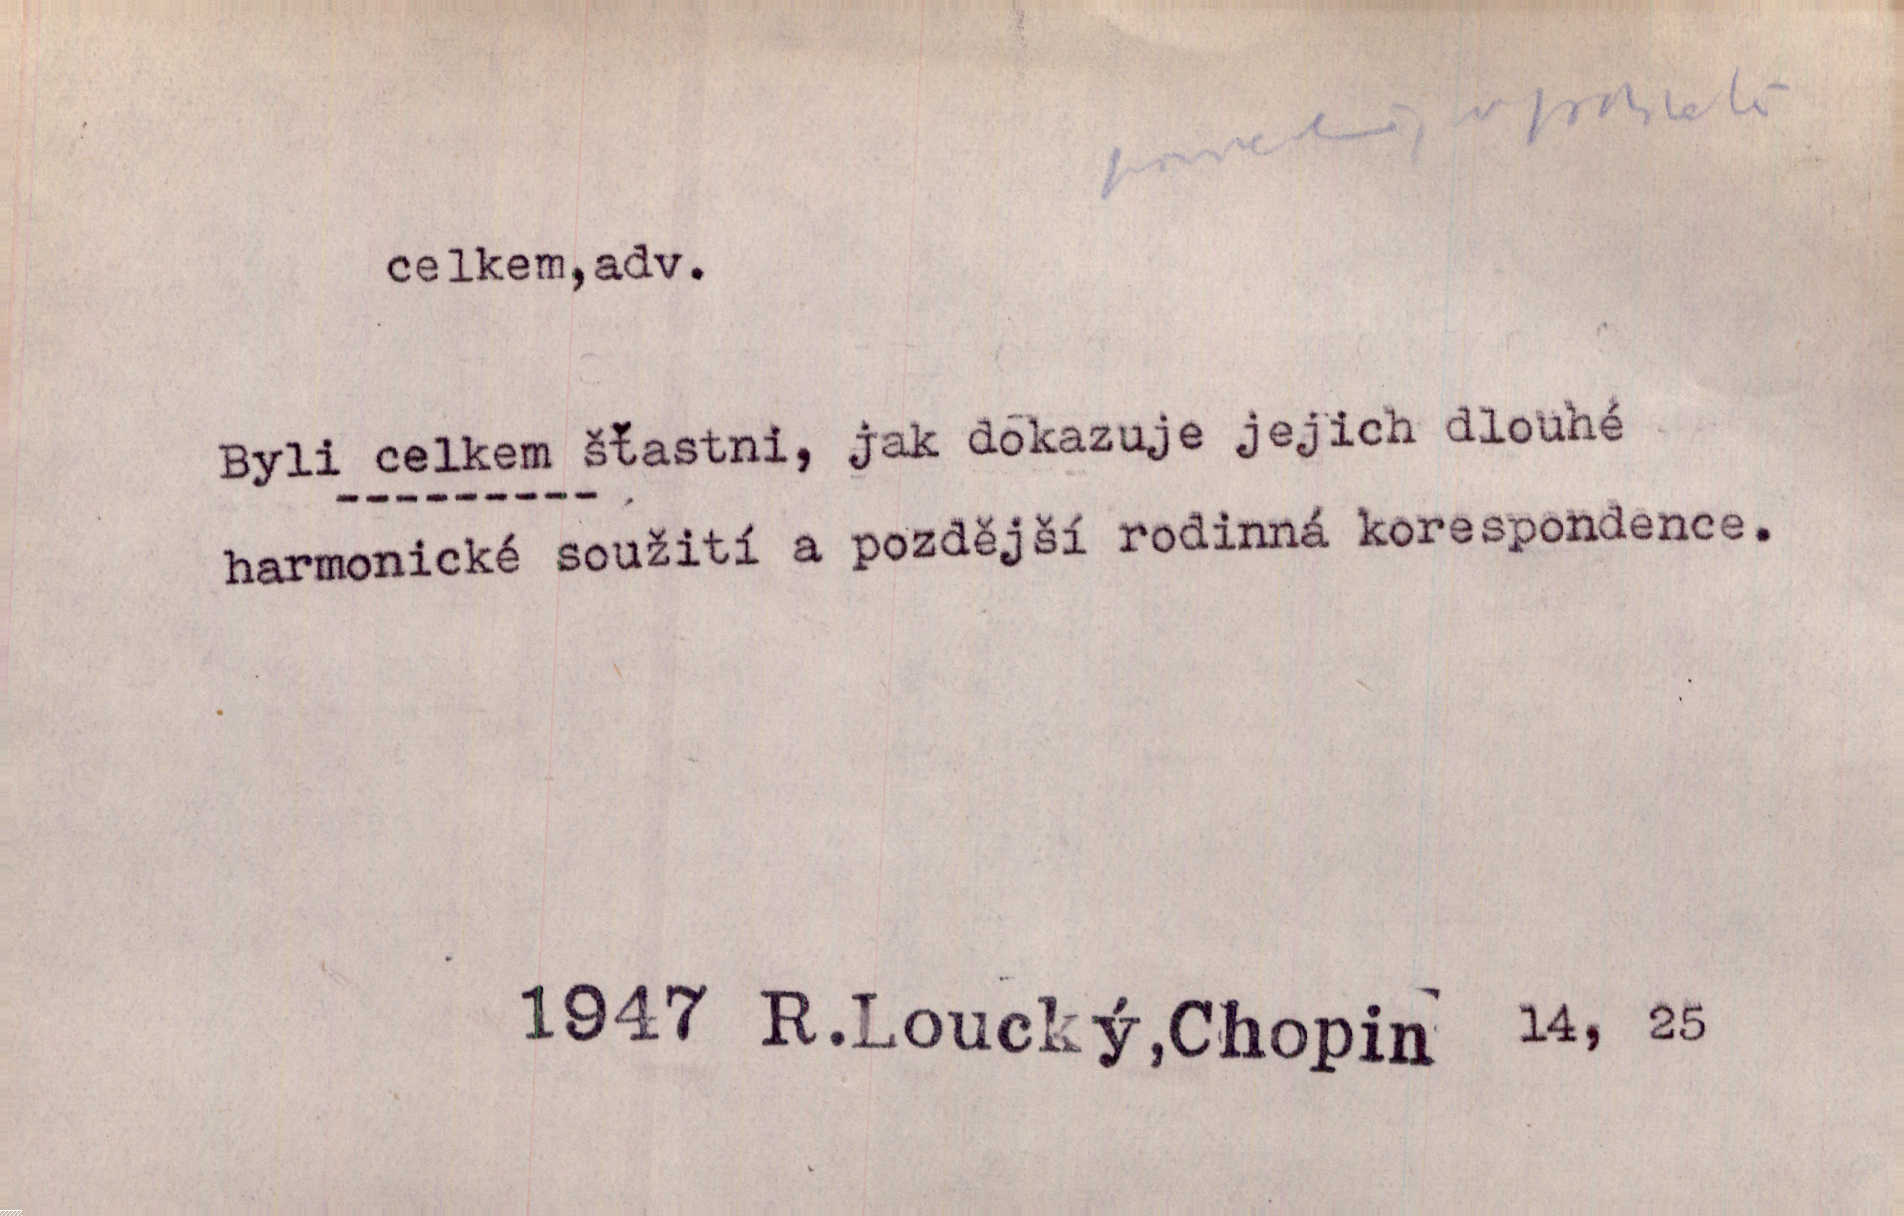 celkem,adv.
Byli celkem šťastni, jak dokazuje jejich dlouhé
harmonické soužití a pozdější rodinná korespondence.
1947 R.Loucký,Chopin 14, 25